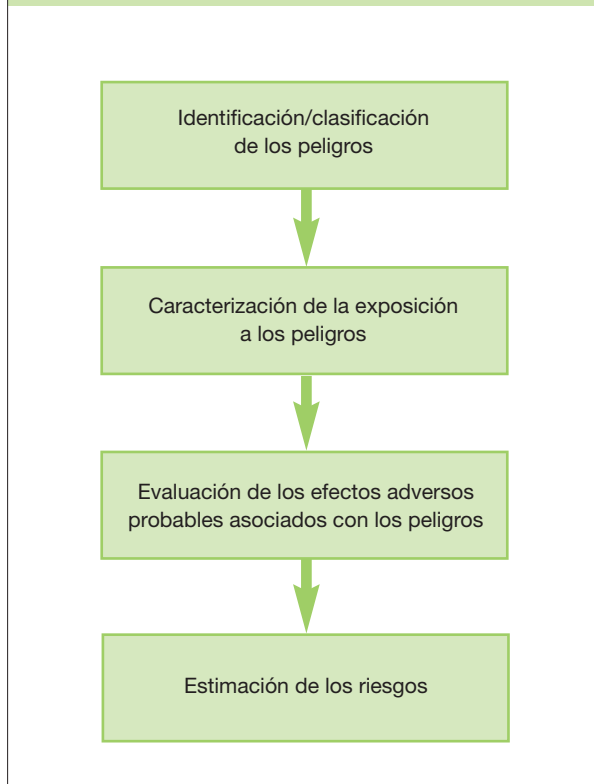 Identificación/clasificación
de los peligros
Caracterización de la exposición
a los peligros
Evaluación de los efectos adversos
probables asociados con los peligros
Estimación de los riesgos